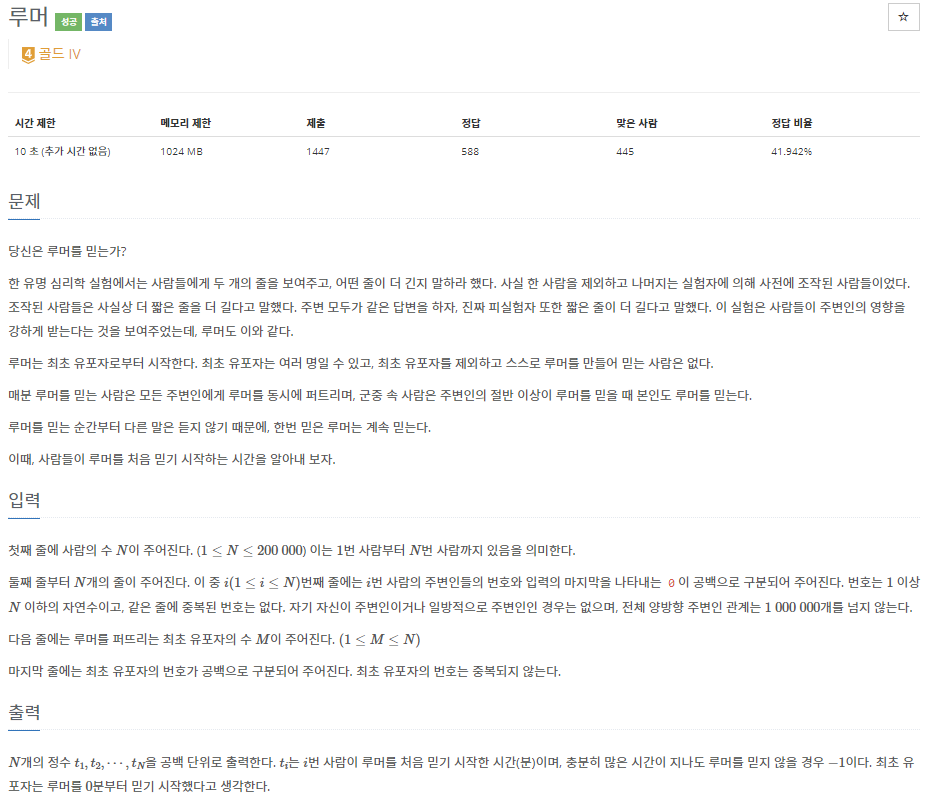 루머 성공 출처
☆
4 골드 IV
시간 제한 메모리 제한 제출 정답 맞은 사람 정답 비율
10 초 (추가 시간 없음) 1024 MB 1447 588 445 41.942%
문제
당신은 루머를 믿는가?
한 유명 심리학 실험에서는 사람들에게 두 개의 줄을 보여주고, 어떤 줄이 더 긴지 말하라 했다. 사실 한 사람을 제외하고 나머지는 실험자에 의해 사전에 조작된 사람들이었다.
조작된 사람들은 사실상 더 짧은 줄을 더 길다고 말했다. 주변 모두가 같은 답변을 하자, 진짜 피실험자 또한 짧은 줄이 더 길다고 말했다. 이 실험은 사람들이 주변인의 영향을
강하게 받는다는 것을 보여주었는데, 루머도 이와 같다.
루머는 최초 유포자로부터 시작한다. 최초 유포자는 여러 명일 수 있고, 최초 유포자를 제외하고 스스로 루머를 만들어 믿는 사람은 없다.
매분 루머를 믿는 사람은 모든 주변인에게 루머를 동시에 퍼트리며, 군중 속 사람은 주변인의 절반 이상이 루머를 믿을 때 본인도 루머를 믿는다.
루머를 믿는 순간부터 다른 말은 듣지 않기 때문에, 한번 믿은 루머는 계속 믿는다.
이때, 사람들이 루머를 처음 믿기 시작하는 시간을 알아내 보자.
입력
첫째 줄에 사람의 수 N이 주어진다. (1 ≤ N ≤ 200 000) 이는 1번 사람부터 N번 사람까지 있음을 의미한다.
둘째 줄부터 N개의 줄이 주어진다. 이 중 i(1 ≤ i ≤ N)번째 줄에는 i번 사람의 주변인들의 번호와 입력의 마지막을 나타내는 0 이 공백으로 구분되어 주어진다. 번호는 1 이상
N 이하의 자연수이고, 같은 줄에 중복된 번호는 없다. 자기 자신이 주변인이거나 일방적으로 주변인인 경우는 없으며, 전체 양방향 주변인 관계는 1 000 000개를 넘지 않는다.
다음 줄에는 루머를 퍼뜨리는 최초 유포자의 수 M이 주어진다. (1 ≤ M ≤ N)
마지막 줄에는 최초 유포자의 번호가 공백으로 구분되어 주어진다. 최초 유포자의 번호는 중복되지 않는다.
출력
N개의 정수 t₁, t₂, ⋯, t_N을 공백 단위로 출력한다. tᵢ는 i번 사람이 루머를 처음 믿기 시작한 시간(분)이며, 충분히 많은 시간이 지나도 루머를 믿지 않을 경우 −1이다. 최초 유
포자는 루머를 0분부터 믿기 시작했다고 생각한다.